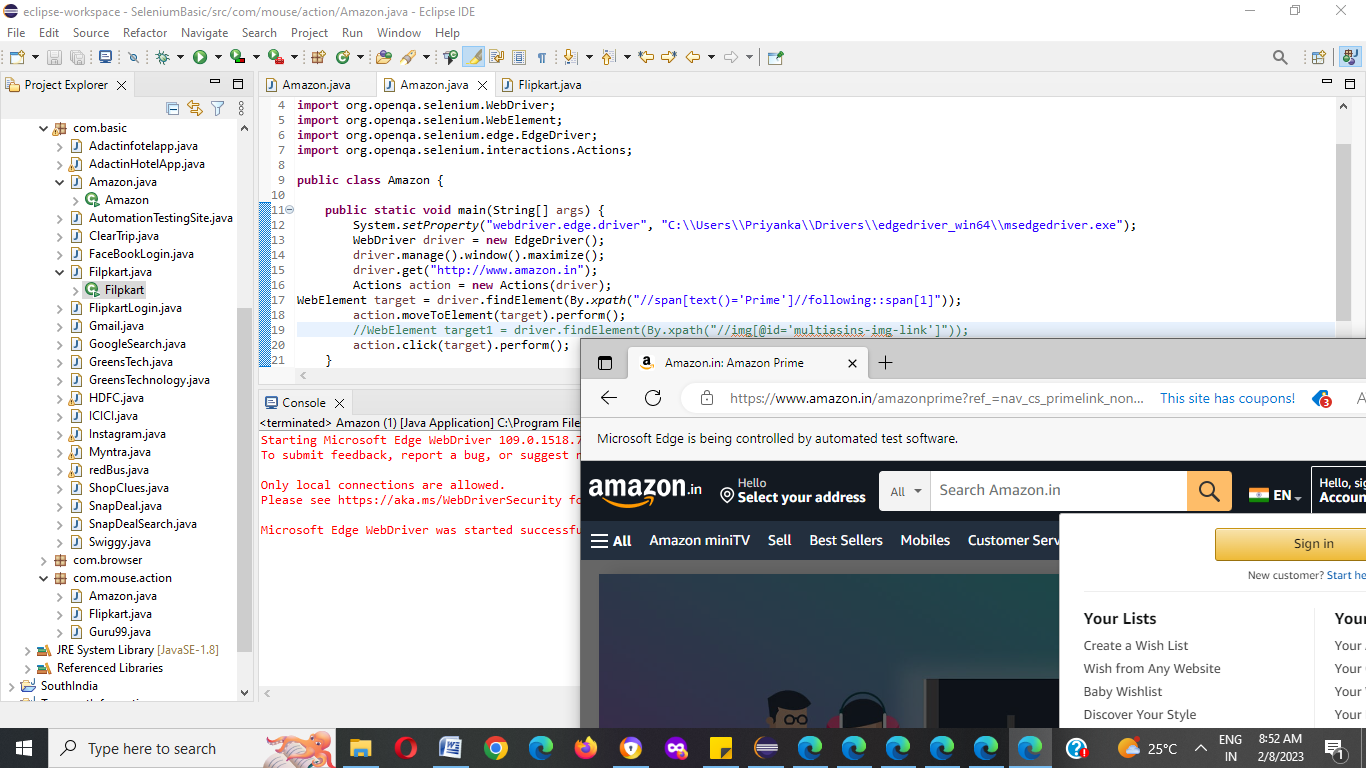 eclipse-workspace - SeleniumBasic/src/com/mouse/action/Amazon.java - Eclipse IDE
File Edit Source Refactor Navigate Search Project Run Window Help
Project Explorer
com.basic
Adactinfotelapp.java
AdactinHotelApp.java
Amazon.java
Amazon
AutomationTestingSite.java
ClearTrip.java
FaceBookLogin.java
Filpkart.java
Filpkart
FlipkartLogin.java
Gmail.java
GoogleSearch.java
GreensTech.java
GreensTechnology.java
HDFC.java
ICICI.java
Instagram.java
Myntra.java
redBus.java
ShopClues.java
SnapDeal.java
SnapDealSearch.java
Swiggy.java
com.browser
com.mouse.action
Amazon.java
Flipkart.java
Guru99.java
JRE System Library [JavaSE-1.8]
Referenced Libraries
SouthIndia
Amazon.java Amazon.java Flipkart.java
4 import org.openqa.selenium.WebDriver;
5 import org.openqa.selenium.WebElement;
6 import org.openqa.selenium.edge.EdgeDriver;
7 import org.openqa.selenium.interactions.Actions;
8
9 public class Amazon {
10
11 public static void main(String[] args) {
12 System.setProperty("webdriver.edge.driver", "C:\\Users\\Priyanka\\Drivers\\edgedriver_win64\\msedgedriver.exe");
13 WebDriver driver = new EdgeDriver();
14 driver.manage().window().maximize();
15 driver.get("http://www.amazon.in");
16 Actions action = new Actions(driver);
17 WebElement target = driver.findElement(By.xpath("//span[text()='Prime']//following::span[1]"));
18 action.moveToElement(target).perform();
19 //WebElement target1 = driver.findElement(By.xpath("//img[@id='multiasins-img-link']"));
20 action.click(target).perform();
21 }
Console
<terminated> Amazon (1) [Java Application] C:\Program File
Starting Microsoft Edge WebDriver 109.0.1518.7
To submit feedback, report a bug, or suggest
Only local connections are allowed.
Please see https://aka.ms/WebDriverSecurity fo
Microsoft Edge WebDriver was started successfu
Amazon.in: Amazon Prime
https://www.amazon.in/amazonprime?ref_=nav_cs_primelink_non... This site has coupons! 3
Microsoft Edge is being controlled by automated test software.
amazon.in
Hello
Select your address
All Search Amazon.in
EN
Hello, sig
Accoun
All Amazon miniTV Sell Best Sellers Mobiles Customer Serv
Sign in
New customer? Start he
Your Lists
Create a Wish List
Wish from Any Website
Baby Wishlist
Discover Your Style
Your
Your
Your
Your
Your
Type here to search
25°C
ENG
IN
8:52 AM
2/8/2023
1